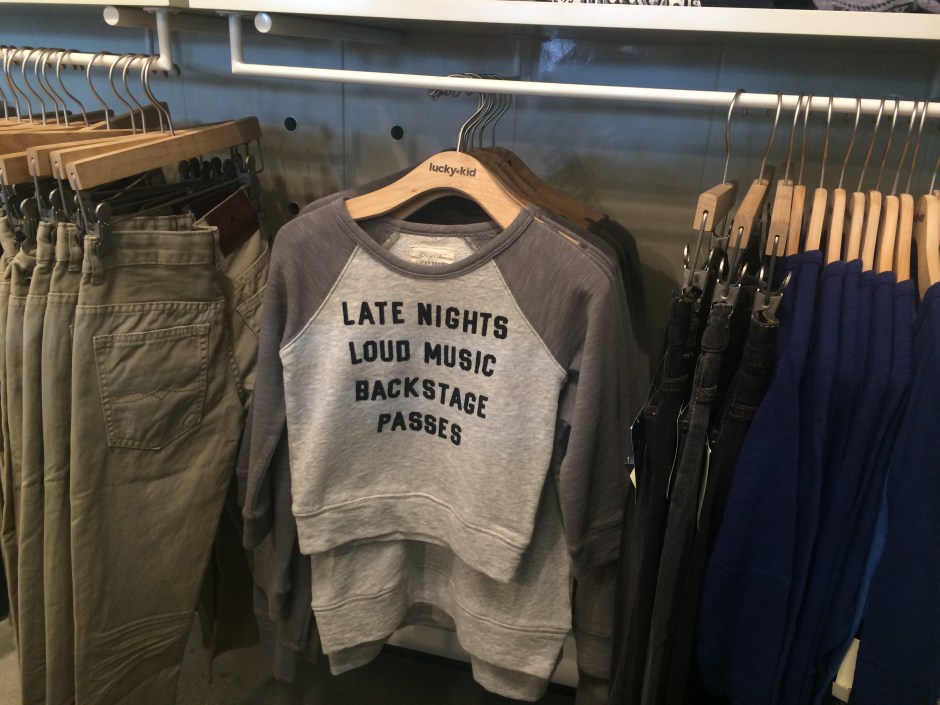 lucky kid
LATE NIGHTS
LOUD MUSIC
BACKSTAGE
PASSES